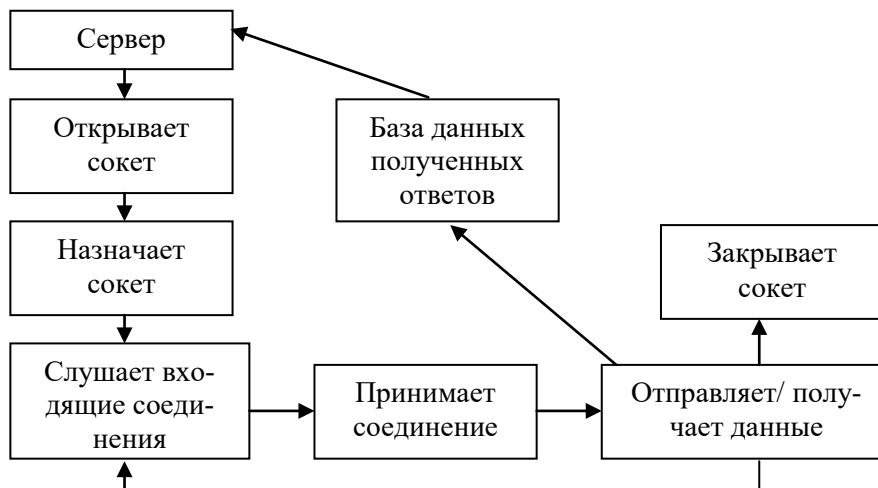 Сервер
Открывает
сокет
Назначает
сокет
Слушает вхо-
дящие соеди-
нения
Принимает
соединение
Отправляет/ полу-
чает данные
База данных
полученных
ответов
Закрывает
сокет